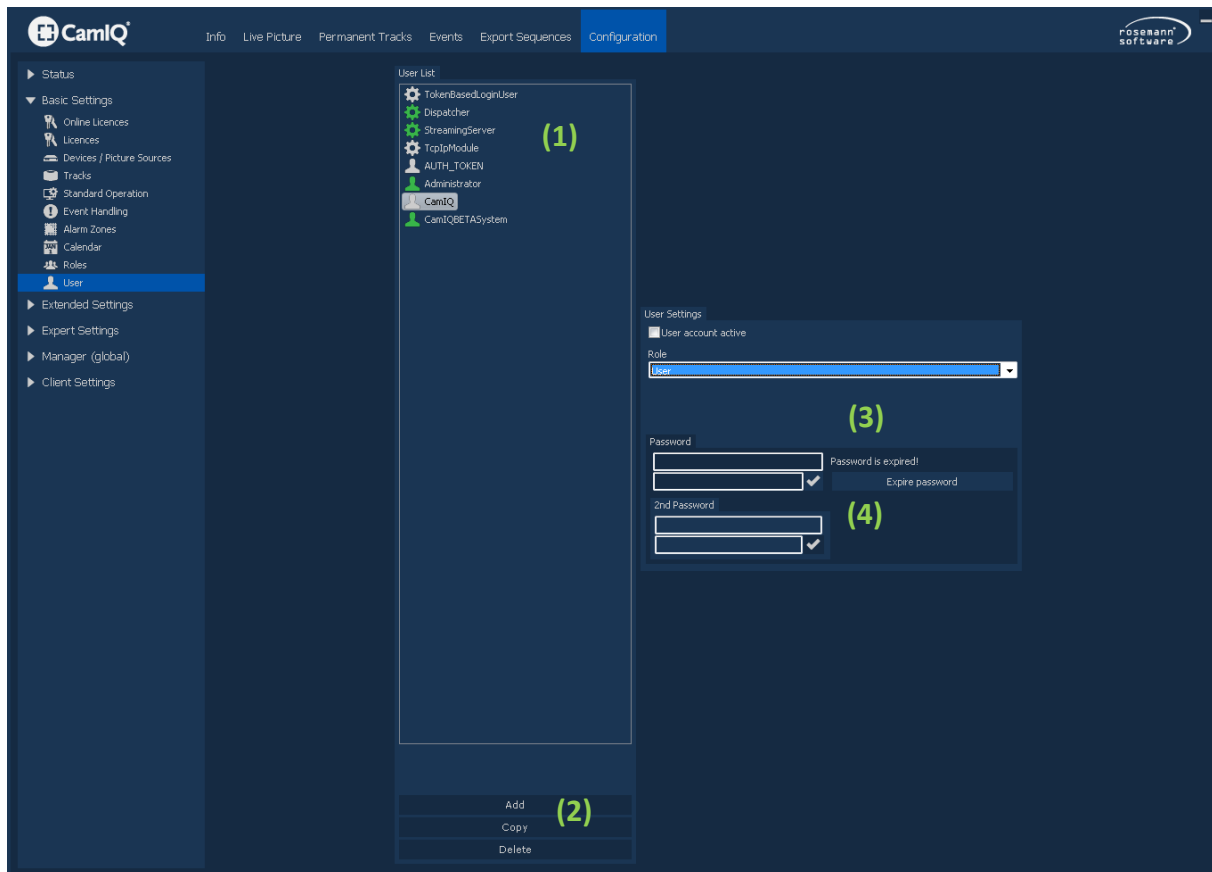 CamIQ
Info Live Picture Permanent Tracks Events Export Sequences Configuration
rosemann
software
Status
Basic Settings
Online Licences
Licences
Devices / Picture Sources
Tracks
Standard Operation
Event Handling
Alarm Zones
JAN
Calendar
Roles
User
Extended Settings
Expert Settings
Manager (global)
Client Settings
User List
TokenBasedLoginUser
Dispatcher
StreamingServer
(1)
TcpIpModule
AUTH_TOKEN
Administrator
CamIQ
CamIQBETASystem
Add
(2)
Copy
Delete
User Settings
User account active
Role
User
(3)
Password
Password is expired!
Expire password
2nd Password
(4)